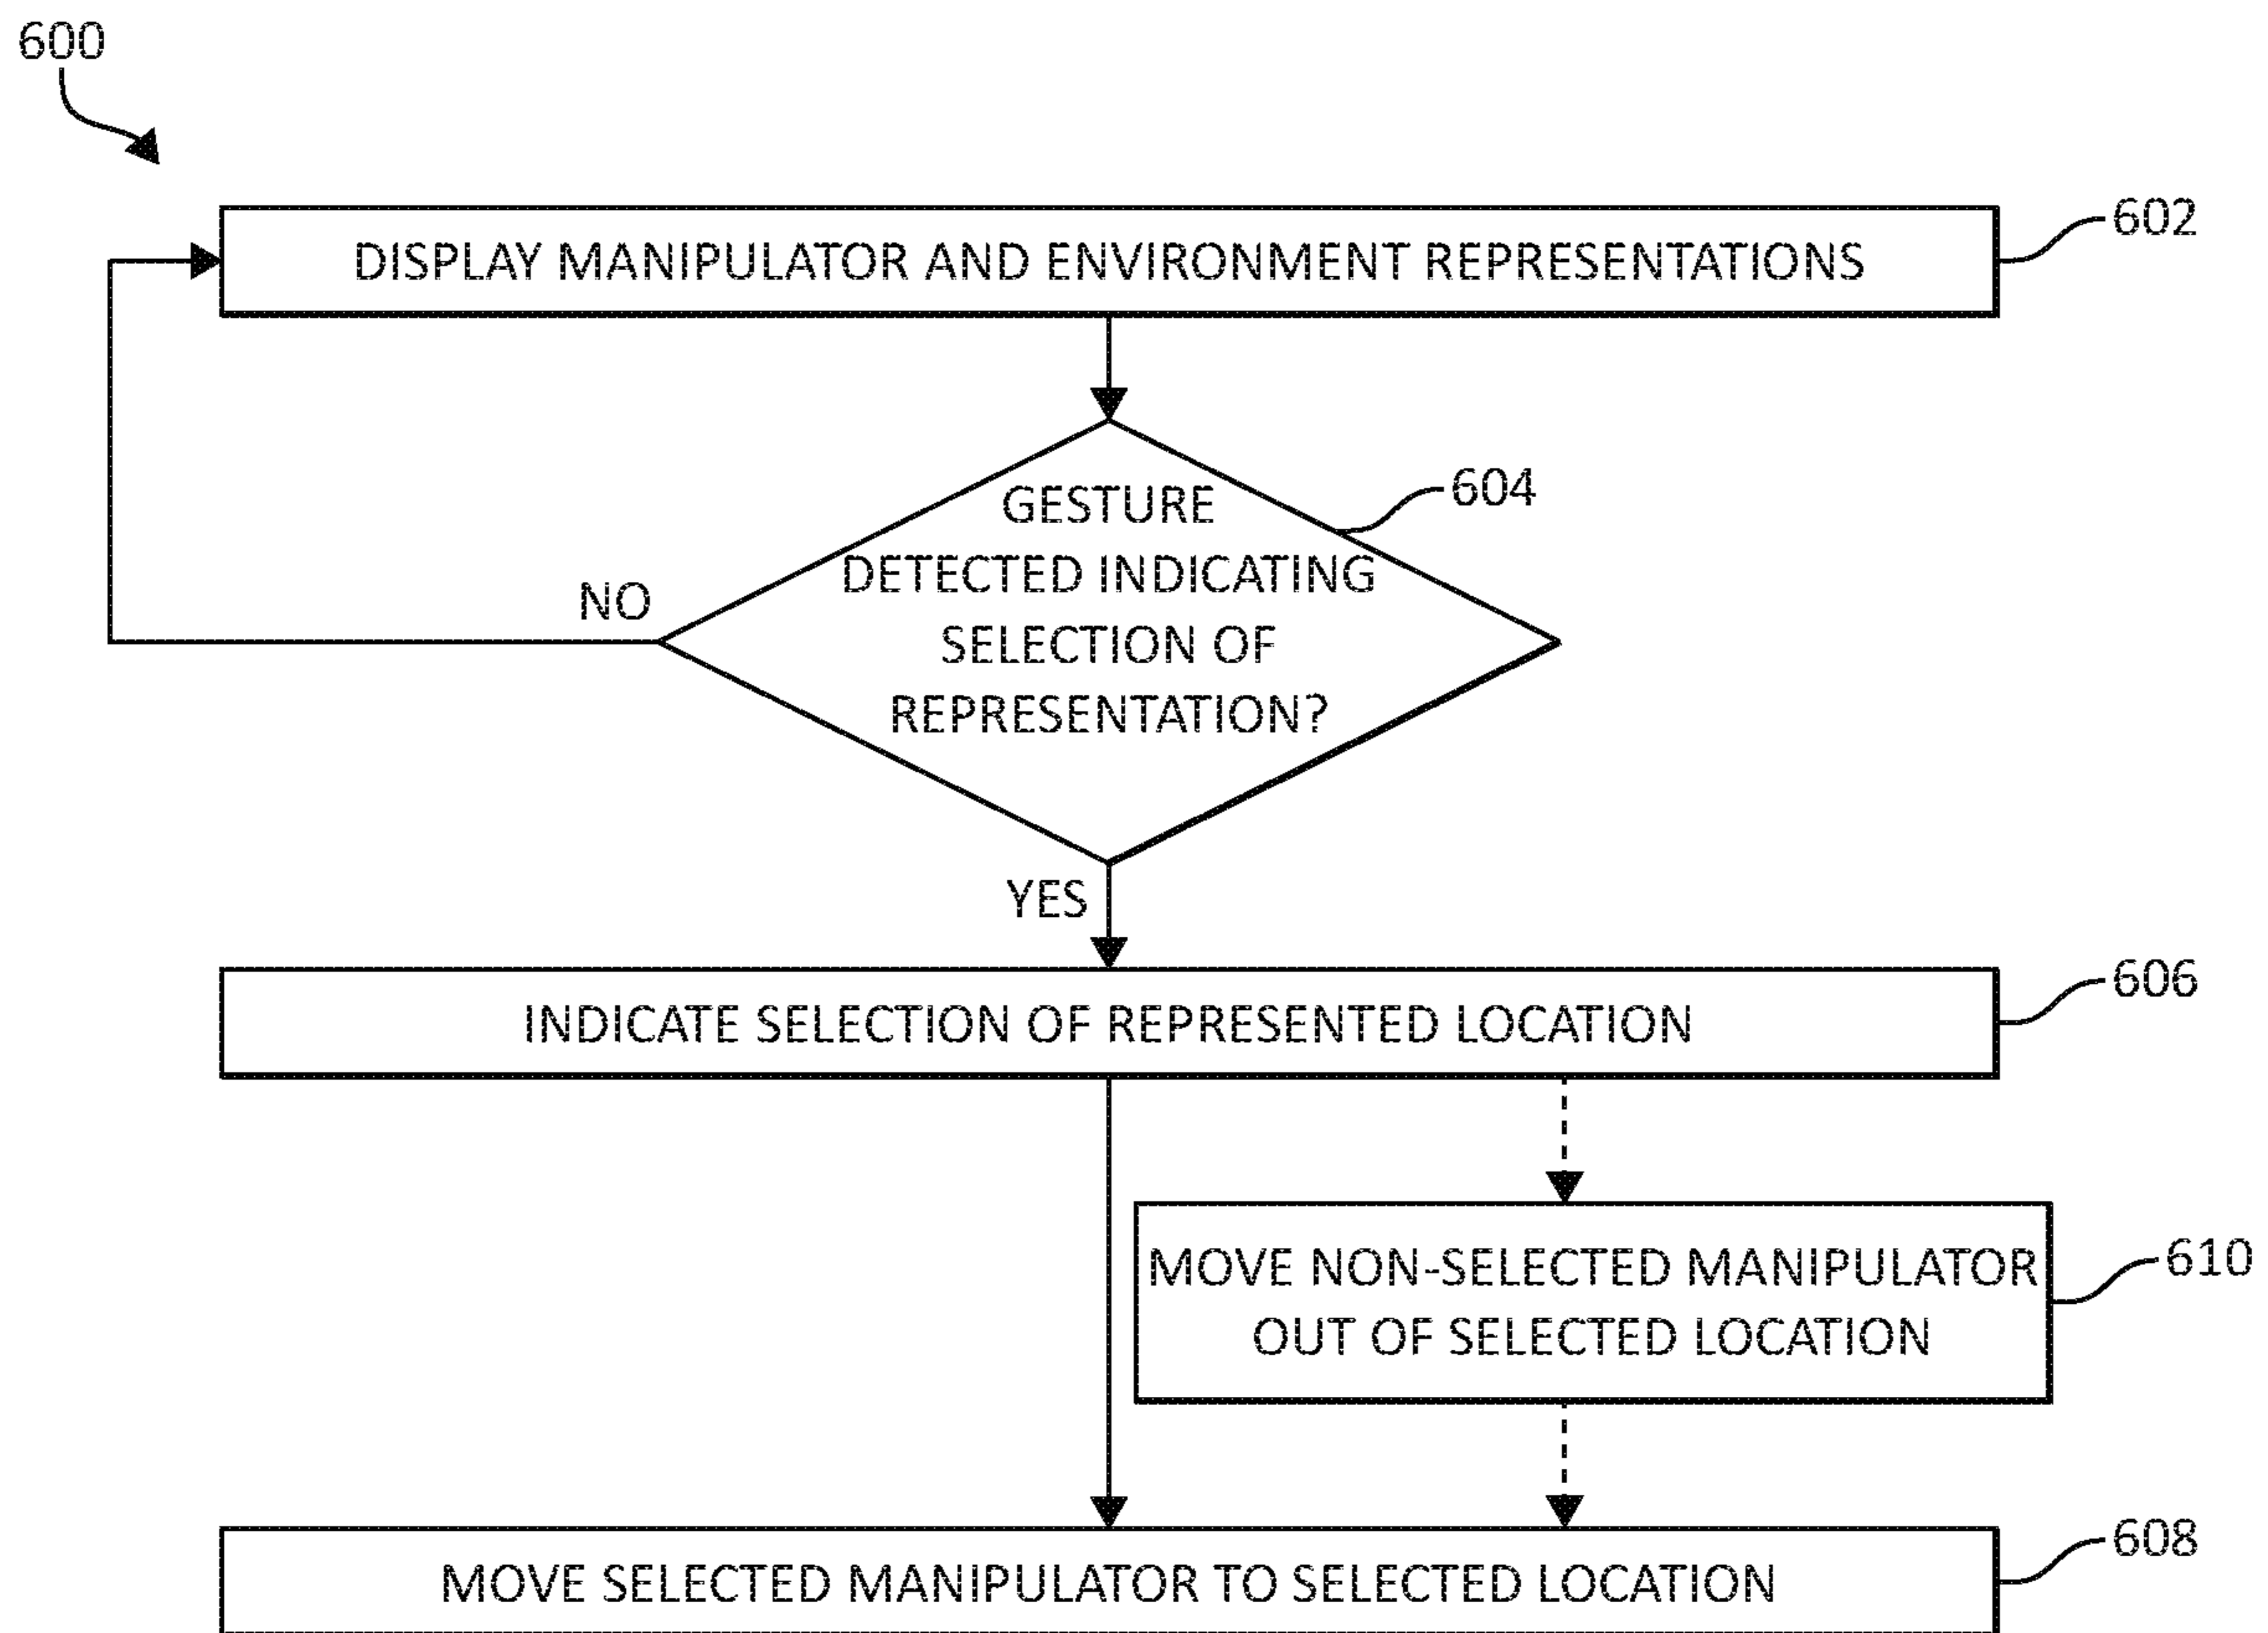 600
DISPLAY MANIPULATOR AND ENVIRONMENT REPRESENTATIONS
602
GESTURE
DETECTED INDICATING
SELECTION OF
REPRESENTATION?
604
NO
YES
INDICATE SELECTION OF REPRESENTED LOCATION
606
MOVE NON-SELECTED MANIPULATOR
OUT OF SELECTED LOCATION
610
MOVE SELECTED MANIPULATOR TO SELECTED LOCATION
608